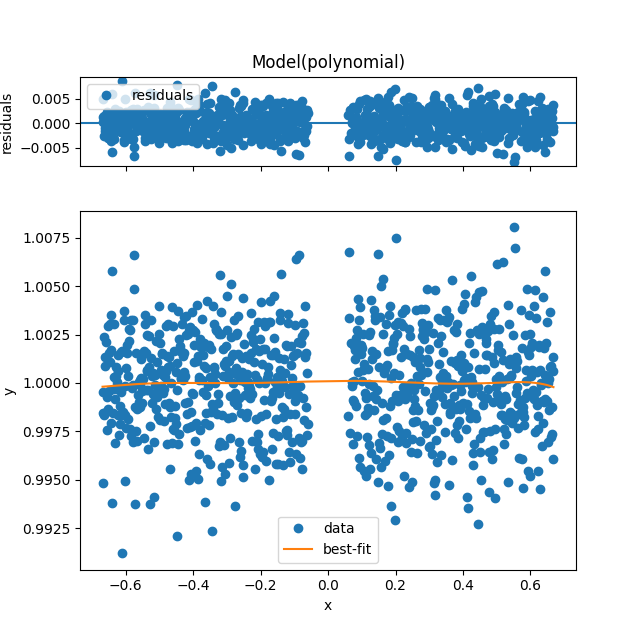 Model(polynomial)
residuals
0.005
0.000
−0.005
residuals
1.0075
1.0050
1.0025
1.0000
0.9975
0.9950
0.9925
y
data
best-fit
−0.6
−0.4
−0.2
0.0
0.2
0.4
0.6
x